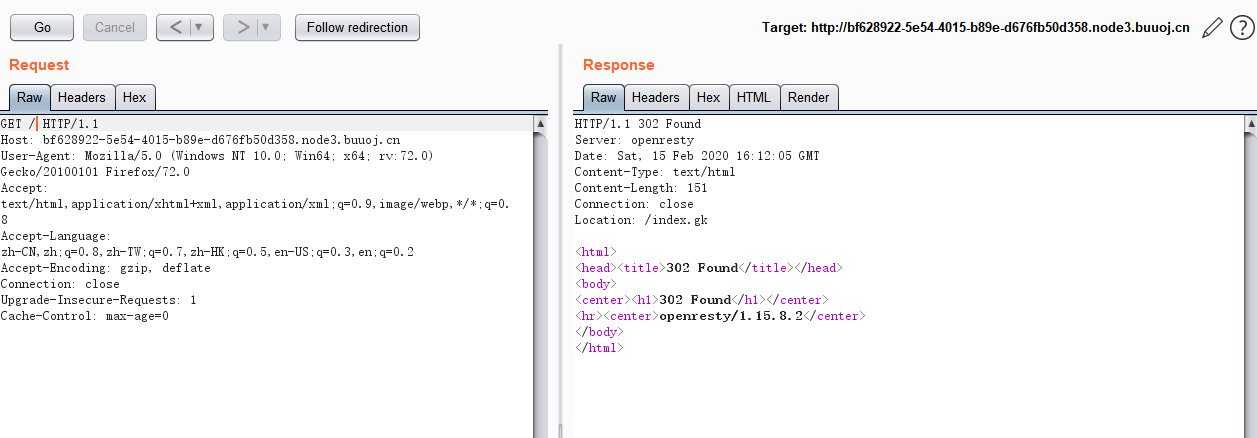 Go Cancel < > Follow redirection Target: http://bf628922-5e54-4015-b89e-d676fb50d358.node3.buuoj.cn ?
Request
Raw Headers Hex
GET / HTTP/1.1
Host: bf628922-5e54-4015-b89e-d676fb50d358.node3.buuoj.cn
User-Agent: Mozilla/5.0 (Windows NT 10.0; Win64; x64; rv:72.0)
Gecko/20100101 Firefox/72.0
Accept:
text/html,application/xhtml+xml,application/xml;q=0.9,image/webp,*/*;q=0.
8
Accept-Language:
zh-CN,zh;q=0.8,zh-TW;q=0.7,zh-HK;q=0.5,en-US;q=0.3,en;q=0.2
Accept-Encoding: gzip, deflate
Connection: close
Upgrade-Insecure-Requests: 1
Cache-Control: max-age=0
Response
Raw Headers Hex HTML Render
HTTP/1.1 302 Found
Server: openresty
Date: Sat, 15 Feb 2020 16:12:05 GMT
Content-Type: text/html
Content-Length: 151
Connection: close
Location: /index.gk
<html>
<head><title>302 Found</title></head>
<body>
<center><h1>302 Found</h1></center>
<hr><center>openresty/1.15.8.2</center>
</body>
</html>